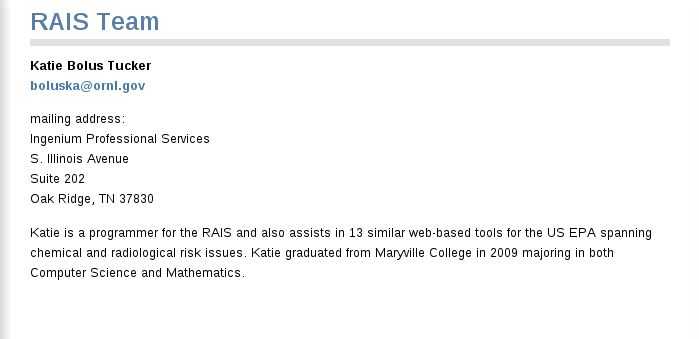 RAIS Team
Katie Bolus Tucker
boluska@ornl.gov
mailing address:
Ingenium Professional Services
S. Illinois Avenue
Suite 202
Oak Ridge, TN 37830
Katie is a programmer for the RAIS and also assists in 13 similar web-based tools for the US EPA spanning
chemical and radiological risk issues. Katie graduated from Maryville College in 2009 majoring in both
Computer Science and Mathematics.